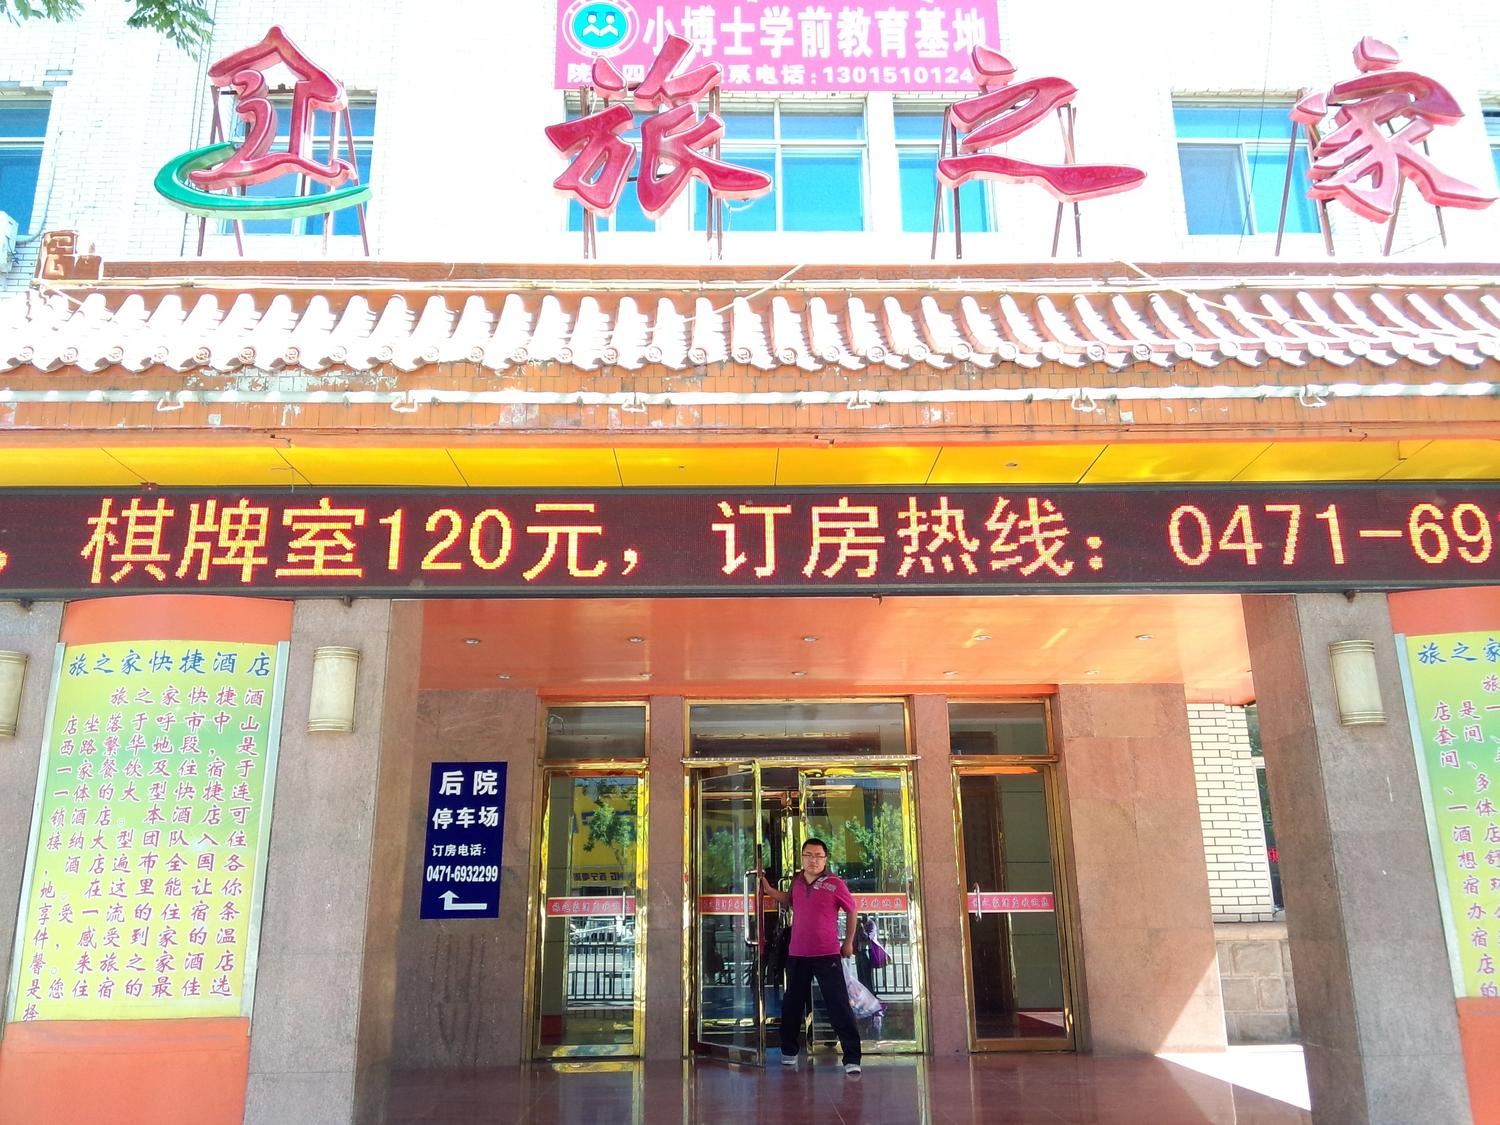 小博士学前教育基地
系电话:1301510124
旅之家
棋牌室120元，订房热线：0471-69
旅之家快捷酒店
旅之家快捷酒
店坐落于呼市中山
西路繁华地段，是
一家餐饮及住宿于
一体的大型快捷连
锁酒店。本酒店可
接纳大型团队入住
，酒店遍布全国各
地。在这里能让你
享受一流的住宿条
件，感受到家的温
馨。来旅之家酒店
是您住宿的最佳选
择
后院
停车场
订房电话：
0471-6932299
旅之家